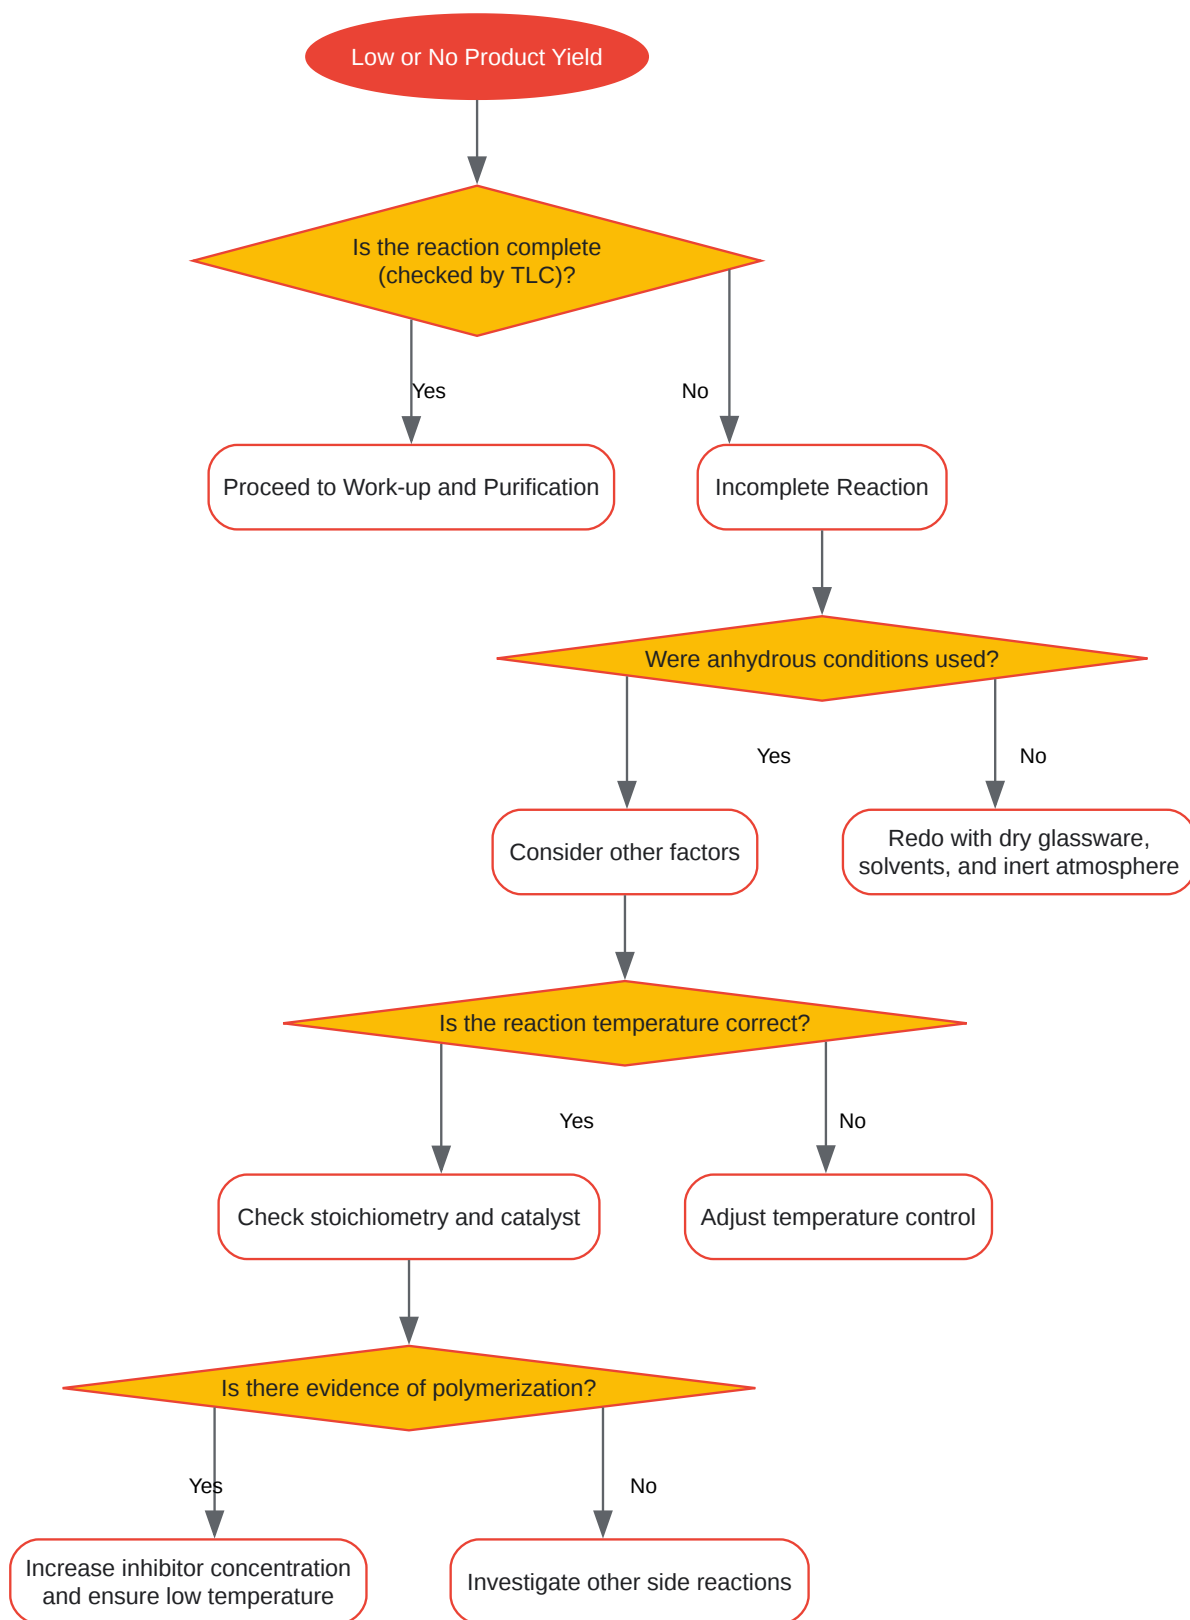 Low or No Product Yield
Is the reaction complete
(checked by TLC)?
Yes
No
Proceed to Work-up and Purification
Incomplete Reaction
Were anhydrous conditions used?
Yes
No
Consider other factors
Redo with dry glassware,
solvents, and inert atmosphere
Is the reaction temperature correct?
Yes
No
Check stoichiometry and catalyst
Adjust temperature control
Is there evidence of polymerization?
Yes
No
Increase inhibitor concentration
and ensure low temperature
Investigate other side reactions